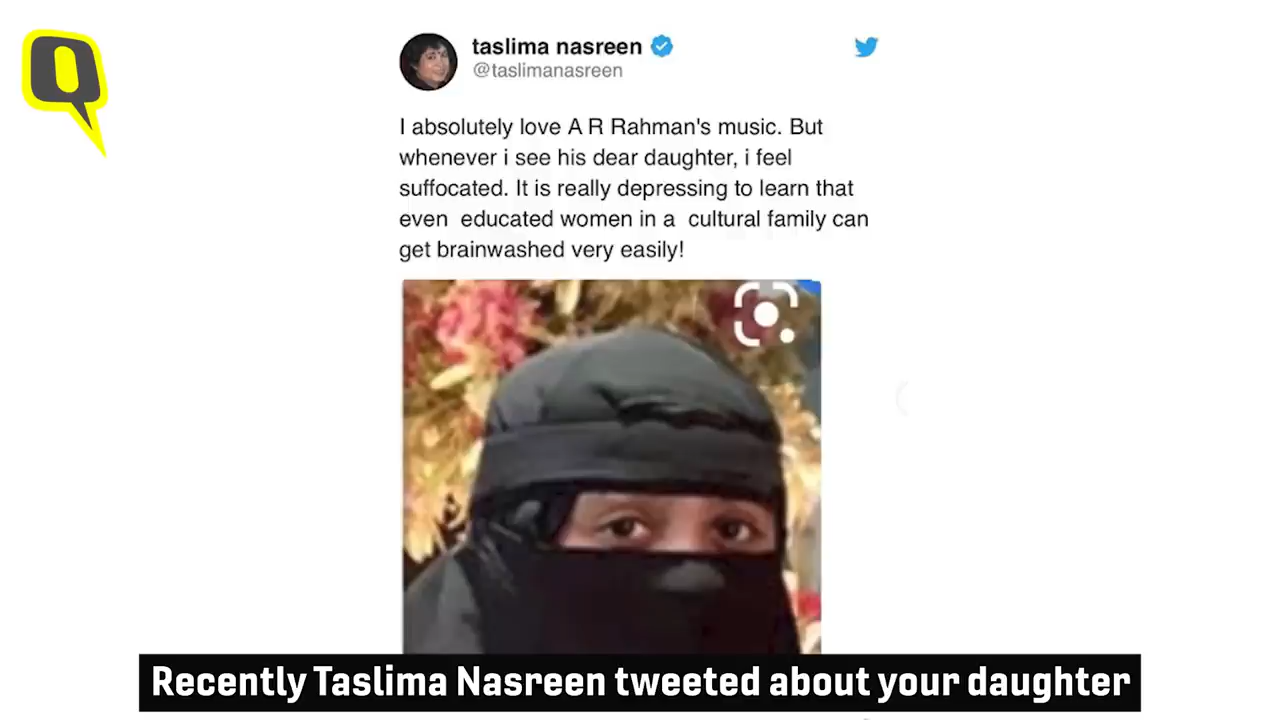 Q
taslima nasreen
@taslimanasreen
I absolutely love A R Rahman's music. But
whenever i see his dear daughter, i feel
suffocated. It is really depressing to learn that
even educated women in a cultural family can
get brainwashed very easily!
Recently Taslima Nasreen tweeted about your daughter